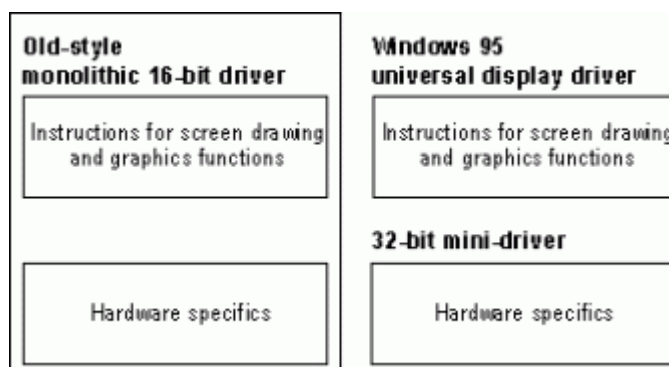 Old-style
monolithic 16-bit driver
Instructions for screen drawing
and graphics functions
Hardware specifics
Windows 95
universal display driver
Instructions for screen drawing
and graphics functions
32-bit mini-driver
Hardware specifics